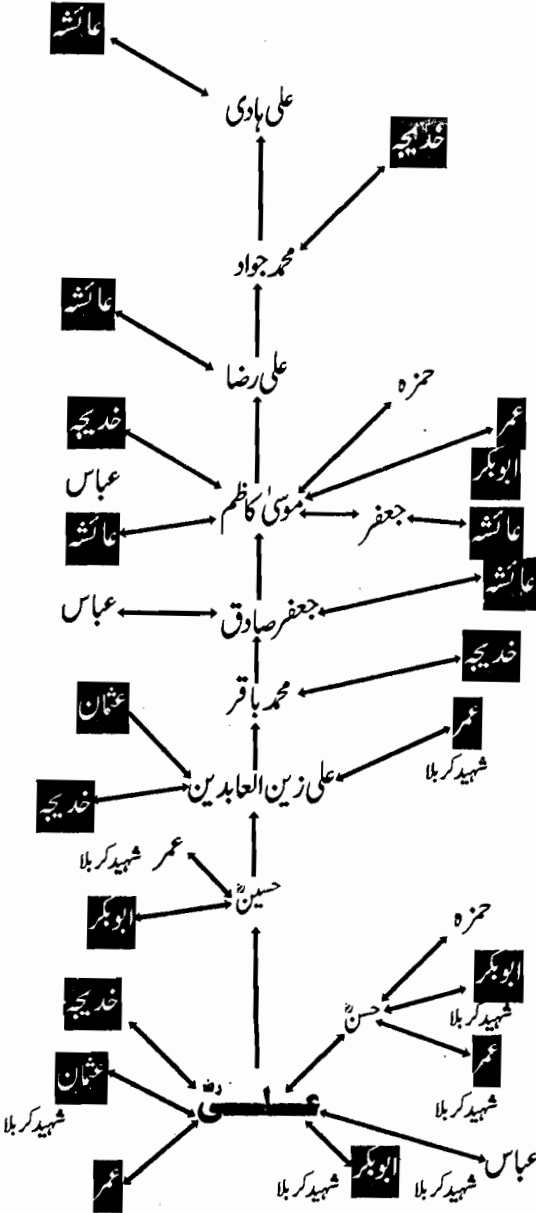 عائشہ
علی ہادی
خدیجہ
محمد جواد
عائشہ
علی رضا
حمزہ
خدیجہ
عمر
ابوبکر
عباس
موسیٰ کاظم
جعفر
عائشہ
عائشہ
عائشہ
عباس
جعفر صادق
خدیجہ
محمد باقر
عثمان
عمر
شہید کربلا
علی زین العابدین
خدیجہ
عمر شہید کربلا
حسینؓ
ابوبکر
حمزہ
ابوبکر
شہید کربلا
خدیجہ
حسنؓ
عمر
شہید کربلا
عثمان
شہید کربلا
علیؓ
عباس
شہید کربلا
ابوبکر
شہید کربلا
عمر